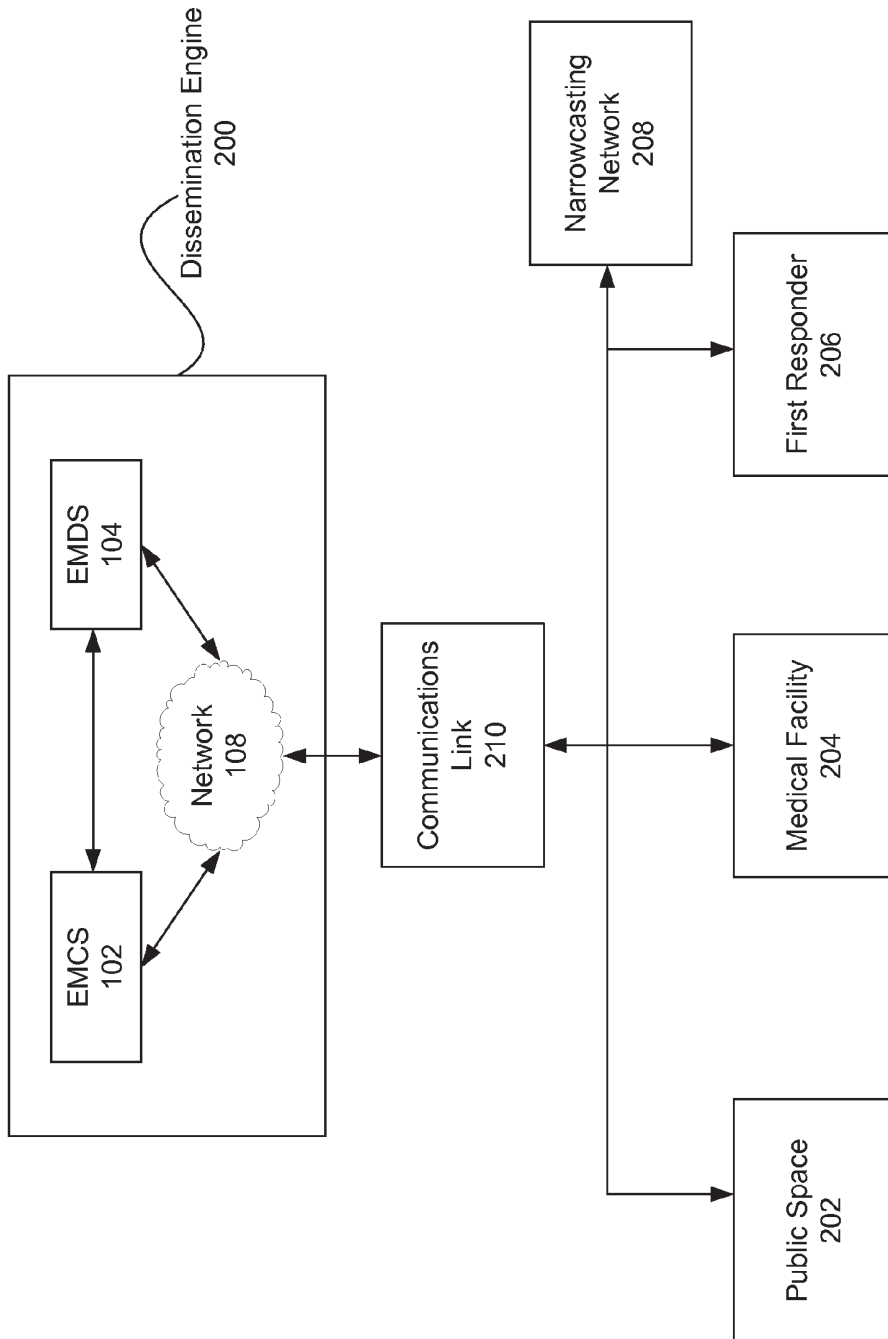 Dissemination Engine
200
EMCS
102
EMDS
104
Network
108
Communications
Link
210
Narrowcasting
Network
208
Public Space
202
Medical Facility
204
First Responder
206